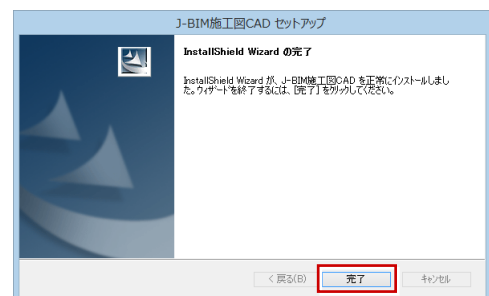 J-BIM施工図CAD セットアップ
InstallShield Wizard の完了
InstallShield Wizard が、J-BIM施工図CAD を正常にインストールしまし
た。ウィザードを終了するには、[完了] をクリックしてください。
< 戻る(B)
完了
キャンセル